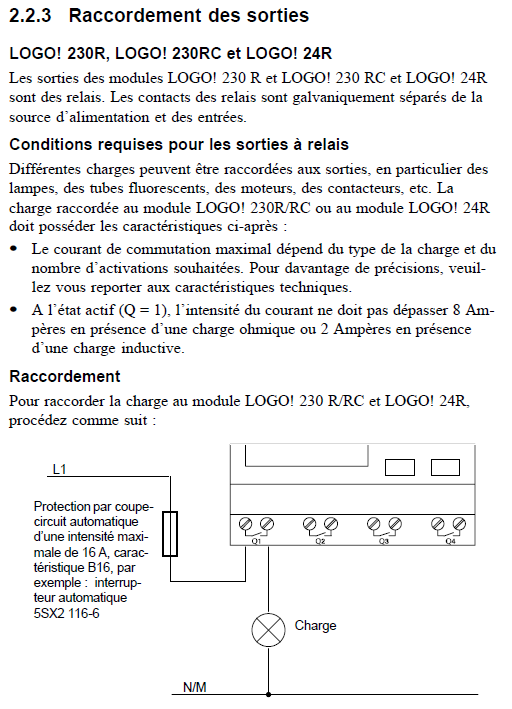 2.2.3 Raccordement des sorties
LOGO! 230R, LOGO! 230RC et LOGO! 24R
Les sorties des modules LOGO! 230 R et LOGO! 230 RC et LOGO! 24R
sont des relais. Les contacts des relais sont galvaniquement séparés de la
source d'alimentation et des entrées.
Conditions requises pour les sorties à relais
Différentes charges peuvent être raccordées aux sorties, en particulier des
lampes, des tubes fluorescents, des moteurs, des contacteurs, etc. La
charge raccordée au module LOGO! 230R/RC ou au module LOGO! 24R
doit posséder les caractéristiques ci-après :
• Le courant de commutation maximal dépend du type de la charge et du
nombre d'activations souhaitées. Pour davantage de précisions, veuil-
lez vous reporter aux caractéristiques techniques.
• A l'état actif (Q = 1), l'intensité du courant ne doit pas dépasser 8 Am-
pères en présence d'une charge ohmique ou 2 Ampères en présence
d'une charge inductive.
Raccordement
Pour raccorder la charge au module LOGO! 230 R/RC et LOGO! 24R,
procédez comme suit :
L1
Protection par coupe-
circuit automatique
d'une intensité maxi-
male de 16 A, carac-
téristique B16, par
exemple : interrup-
teur automatique
5SX2 116-6
Q1 Q2 Q3 Q4
Charge
N/M